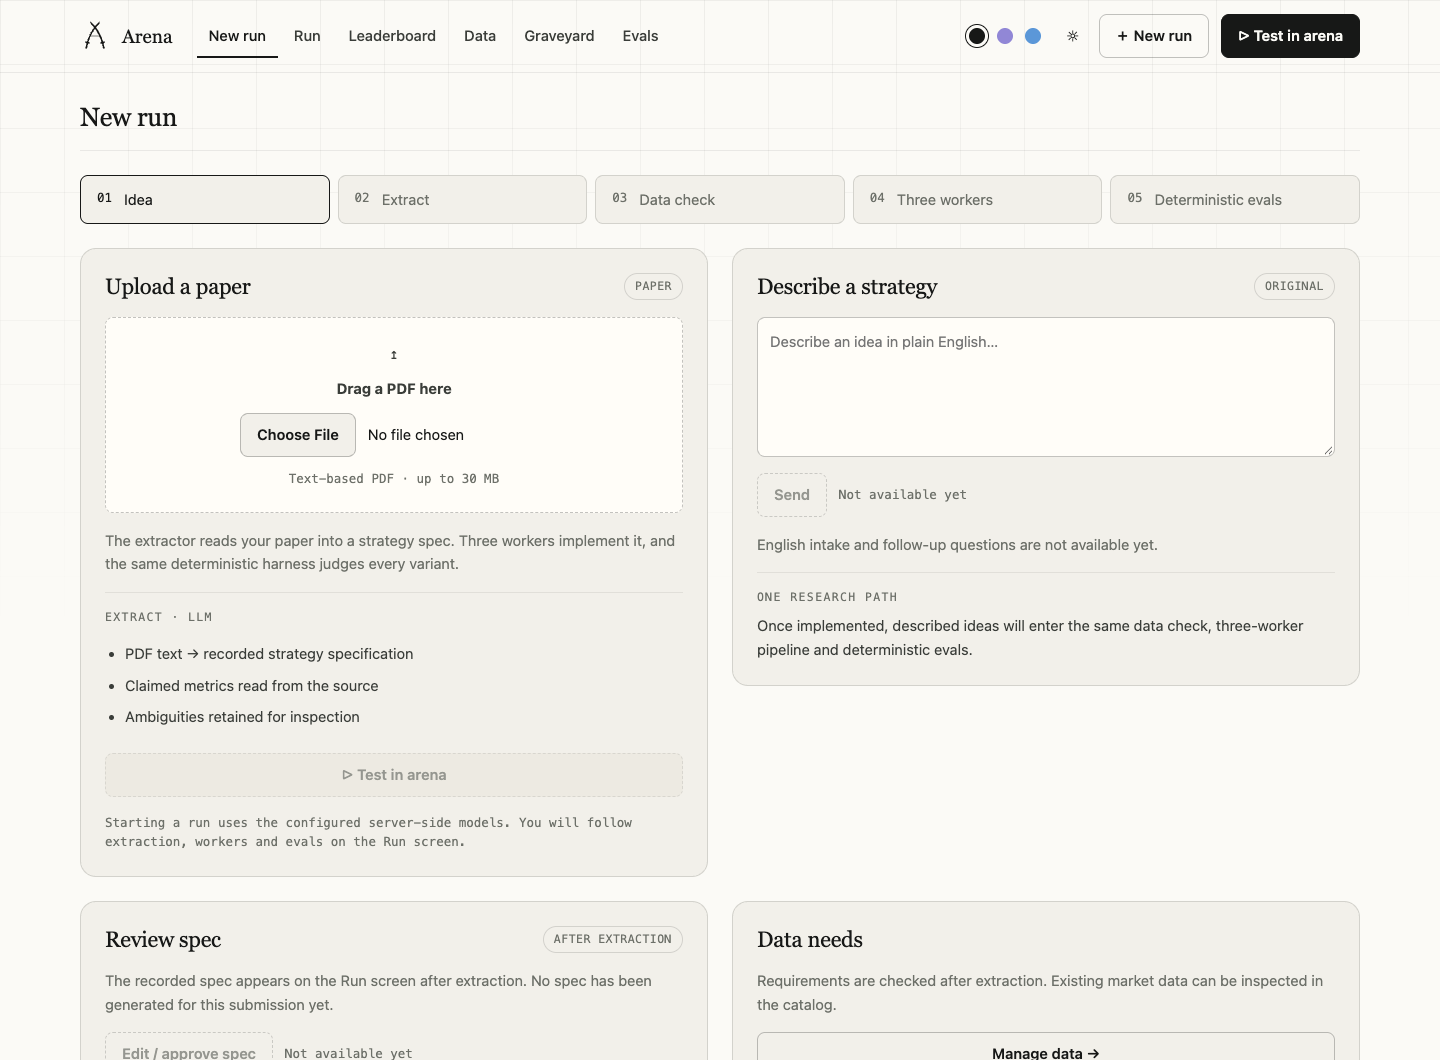 Arena
New run
Run
Leaderboard
Data
Graveyard
Evals
+ New run
Test in arena
New run
01 Idea
02 Extract
03 Data check
04 Three workers
05 Deterministic evals
Upload a paper
PAPER
Drag a PDF here
Choose File No file chosen
Text-based PDF · up to 30 MB
The extractor reads your paper into a strategy spec. Three workers implement it, and
the same deterministic harness judges every variant.
EXTRACT · LLM
• PDF text → recorded strategy specification
• Claimed metrics read from the source
• Ambiguities retained for inspection
Test in arena
Starting a run uses the configured server-side models. You will follow
extraction, workers and evals on the Run screen.
Describe a strategy
ORIGINAL
Describe an idea in plain English...
Send Not available yet
English intake and follow-up questions are not available yet.
ONE RESEARCH PATH
Once implemented, described ideas will enter the same data check, three-worker
pipeline and deterministic evals.
Review spec
AFTER EXTRACTION
The recorded spec appears on the Run screen after extraction. No spec has been
generated for this submission yet.
Edit / approve spec Not available yet
Data needs
Requirements are checked after extraction. Existing market data can be inspected in
the catalog.
Manage data →